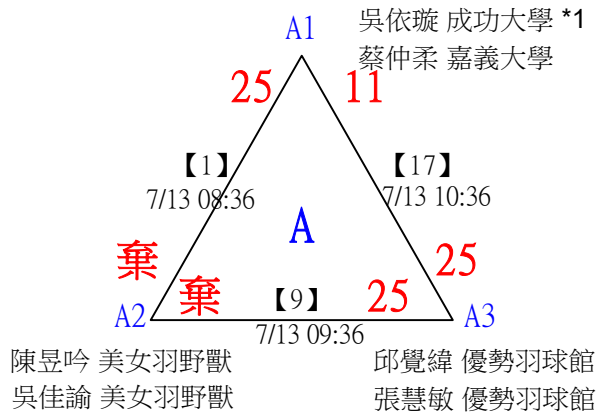 吳依璇 成功大學 *1
A1
蔡仲柔 嘉義大學
25 11
【1】 【17】
7/13 08:36 7/13 10:36
A
棄 25
棄 【9】 25
A2 A3
7/13 09:36
陳昱吟 美女羽野獸 邱覺緯 優勢羽球館
吳佳諭 美女羽野獸 張慧敏 優勢羽球館